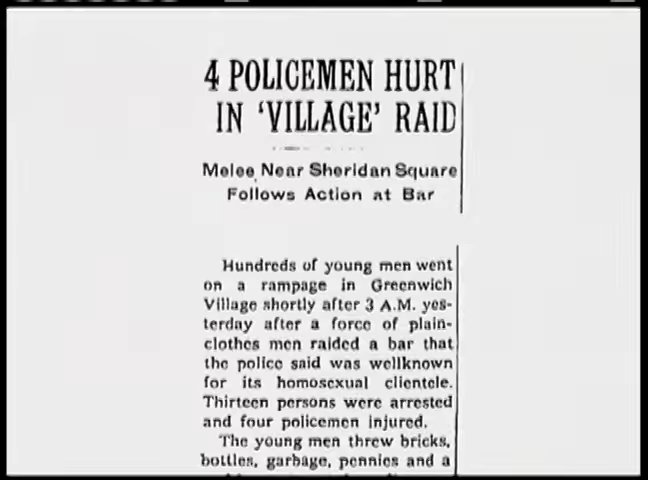 4 POLICEMEN HURT
IN 'VILLAGE' RAID
Melee Near Sheridan Square
Follows Action at Bar
Hundreds of young men went
on a rampage in Greenwich
Village shortly after 3 A.M. yes-
terday after a force of plain-
clothes men raided a bar that
the police said was wellknown
for its homosexual clientele.
Thirteen persons were arrested
and four policemen injured.
The young men threw bricks,
bottles, garbage, pennies and a